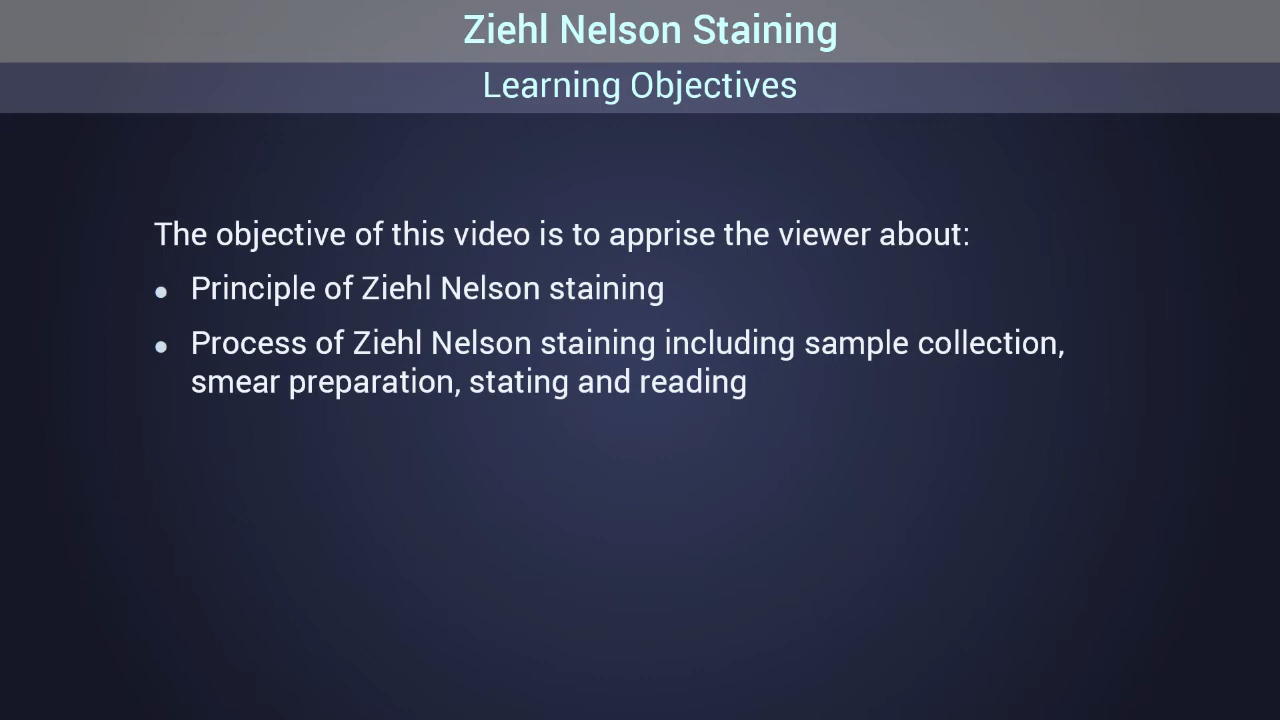 Ziehl Nelson Staining
Learning Objectives
The objective of this video is to apprise the viewer about:
• Principle of Ziehl Nelson staining
• Process of Ziehl Nelson staining including sample collection,
smear preparation, stating and reading